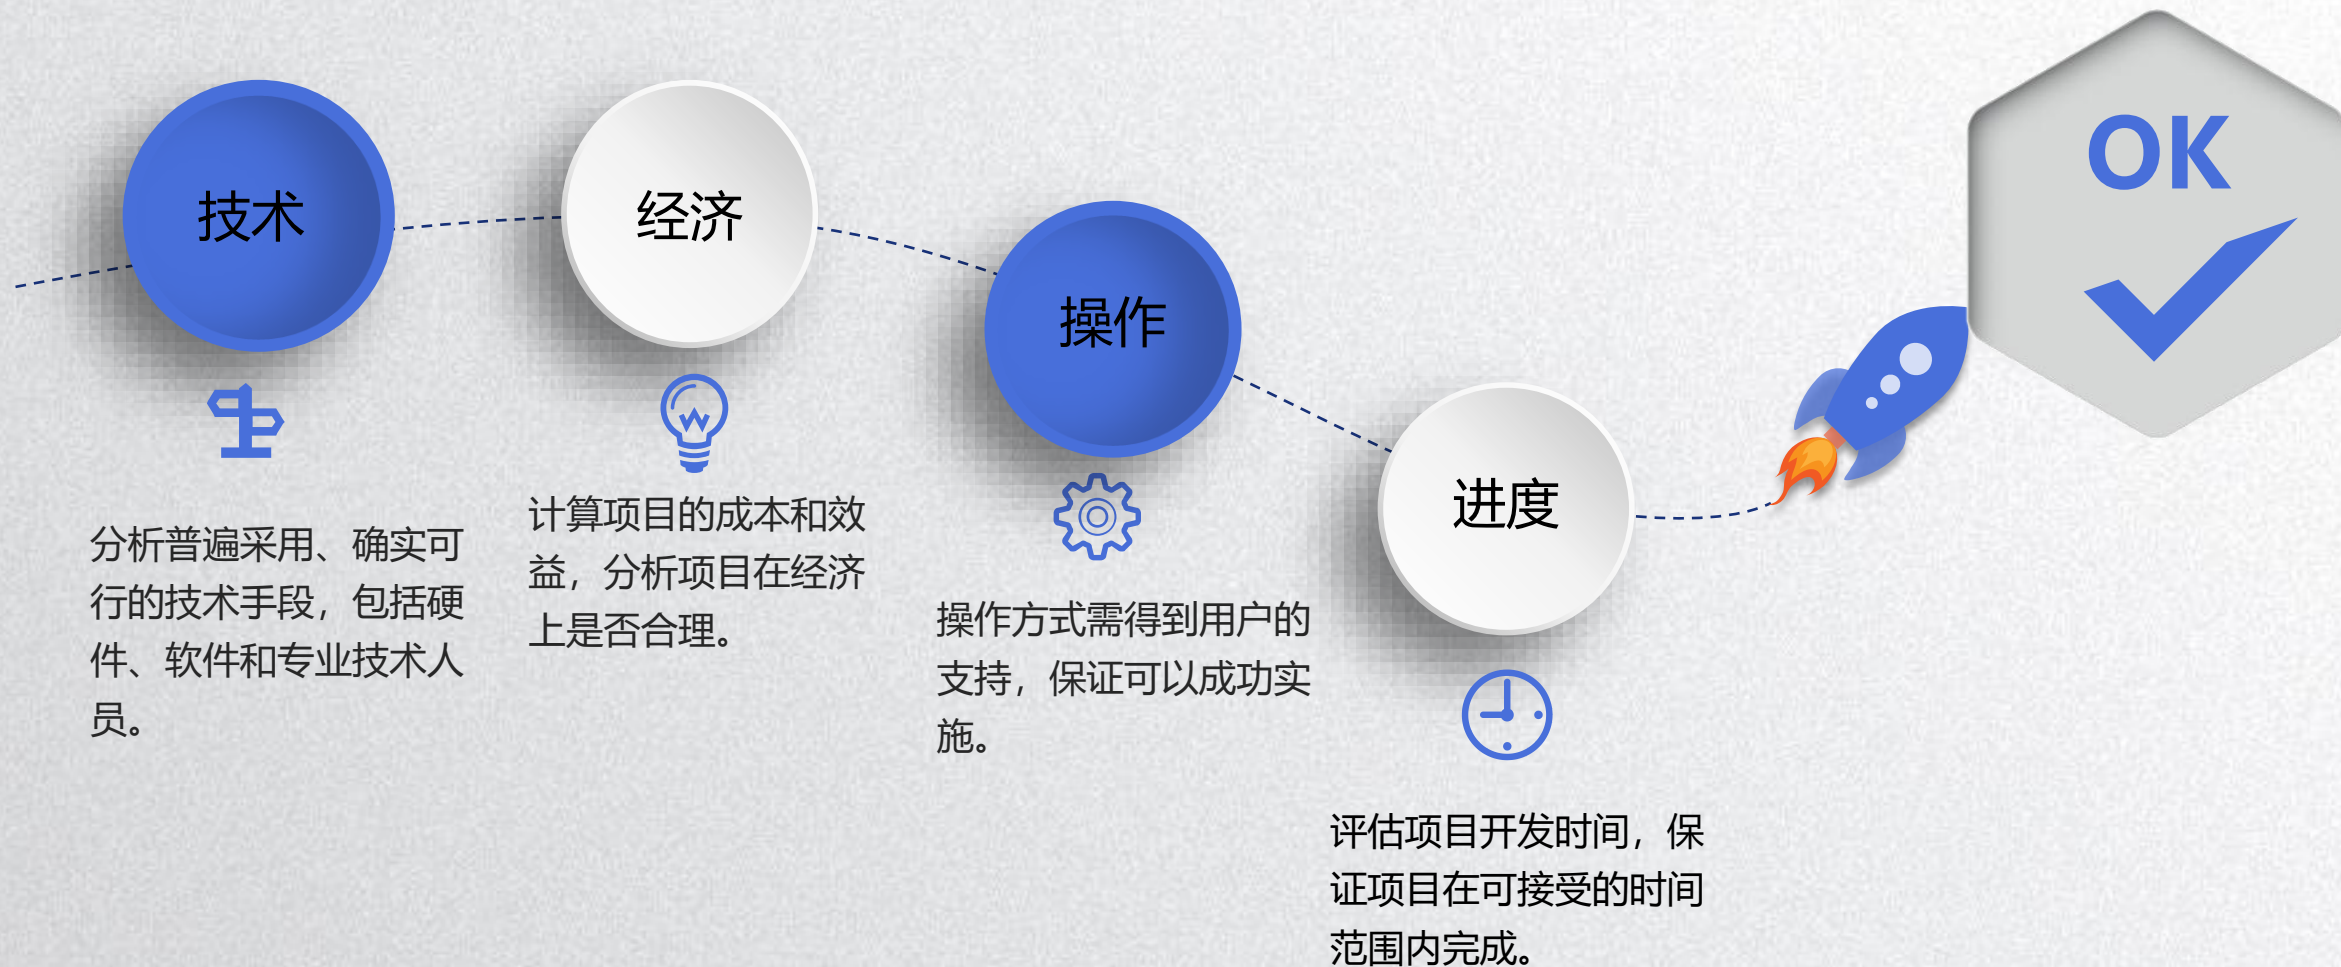 技术
分析普遍采用、确实可
行的技术手段，包括硬
件、软件和专业技术人
员。
经济
计算项目的成本和效
益，分析项目在经济
上是否合理。
操作
操作方式需得到用户的
支持，保证可以成功实
施。
进度
评估项目开发时间，保
证项目在可接受的时间
范围内完成。
OK